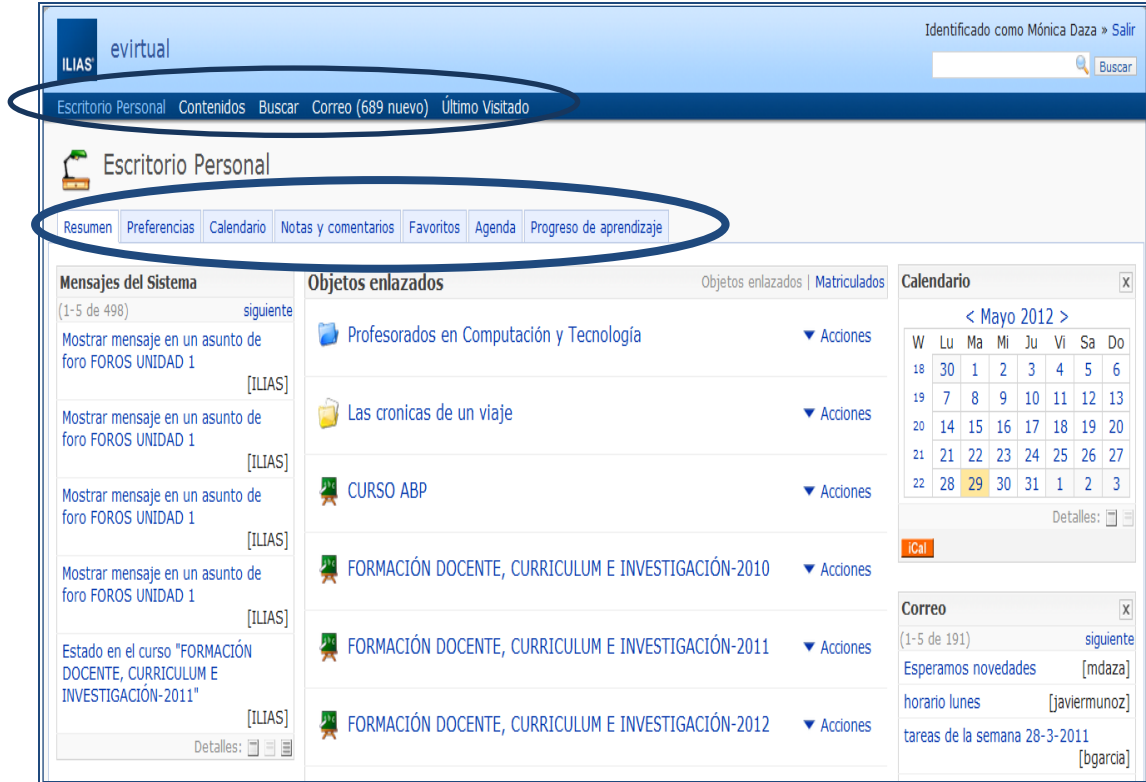 ILIAS
evirtual
Identificado como Mónica Daza » Salir
Buscar
Escritorio Personal Contenidos Buscar Correo (689 nuevo) Último Visitado
Escritorio Personal
Resumen Preferencias Calendario Notas y comentarios Favoritos Agenda Progreso de aprendizaje
Mensajes del Sistema
(1-5 de 498) siguiente
Mostrar mensaje en un asunto de
foro FOROS UNIDAD 1
[ILIAS]
Mostrar mensaje en un asunto de
foro FOROS UNIDAD 1
[ILIAS]
Mostrar mensaje en un asunto de
foro FOROS UNIDAD 1
[ILIAS]
Mostrar mensaje en un asunto de
foro FOROS UNIDAD 1
[ILIAS]
Estado en el curso "FORMACIÓN
DOCENTE, CURRICULUM E
INVESTIGACIÓN-2011"
[ILIAS]
Detalles:
Objetos enlazados Objetos enlazados | Matriculados
Profesorados en Computación y Tecnología Acciones
Las cronicas de un viaje Acciones
CURSO ABP Acciones
FORMACIÓN DOCENTE, CURRICULUM E INVESTIGACIÓN-2010 Acciones
FORMACIÓN DOCENTE, CURRICULUM E INVESTIGACIÓN-2011 Acciones
FORMACIÓN DOCENTE, CURRICULUM E INVESTIGACIÓN-2012 Acciones
Calendario X
< Mayo 2012 >
W Lu Ma Mi Ju Vi Sa Do
18 30 1 2 3 4 5 6
19 7 8 9 10 11 12 13
20 14 15 16 17 18 19 20
21 21 22 23 24 25 26 27
22 28 29 30 31 1 2 3
Detalles:
iCal
Correo X
(1-5 de 191) siguiente
Esperamos novedades [mdaza]
horario lunes [javiermunoz]
tareas de la semana 28-3-2011
[bgarcia]